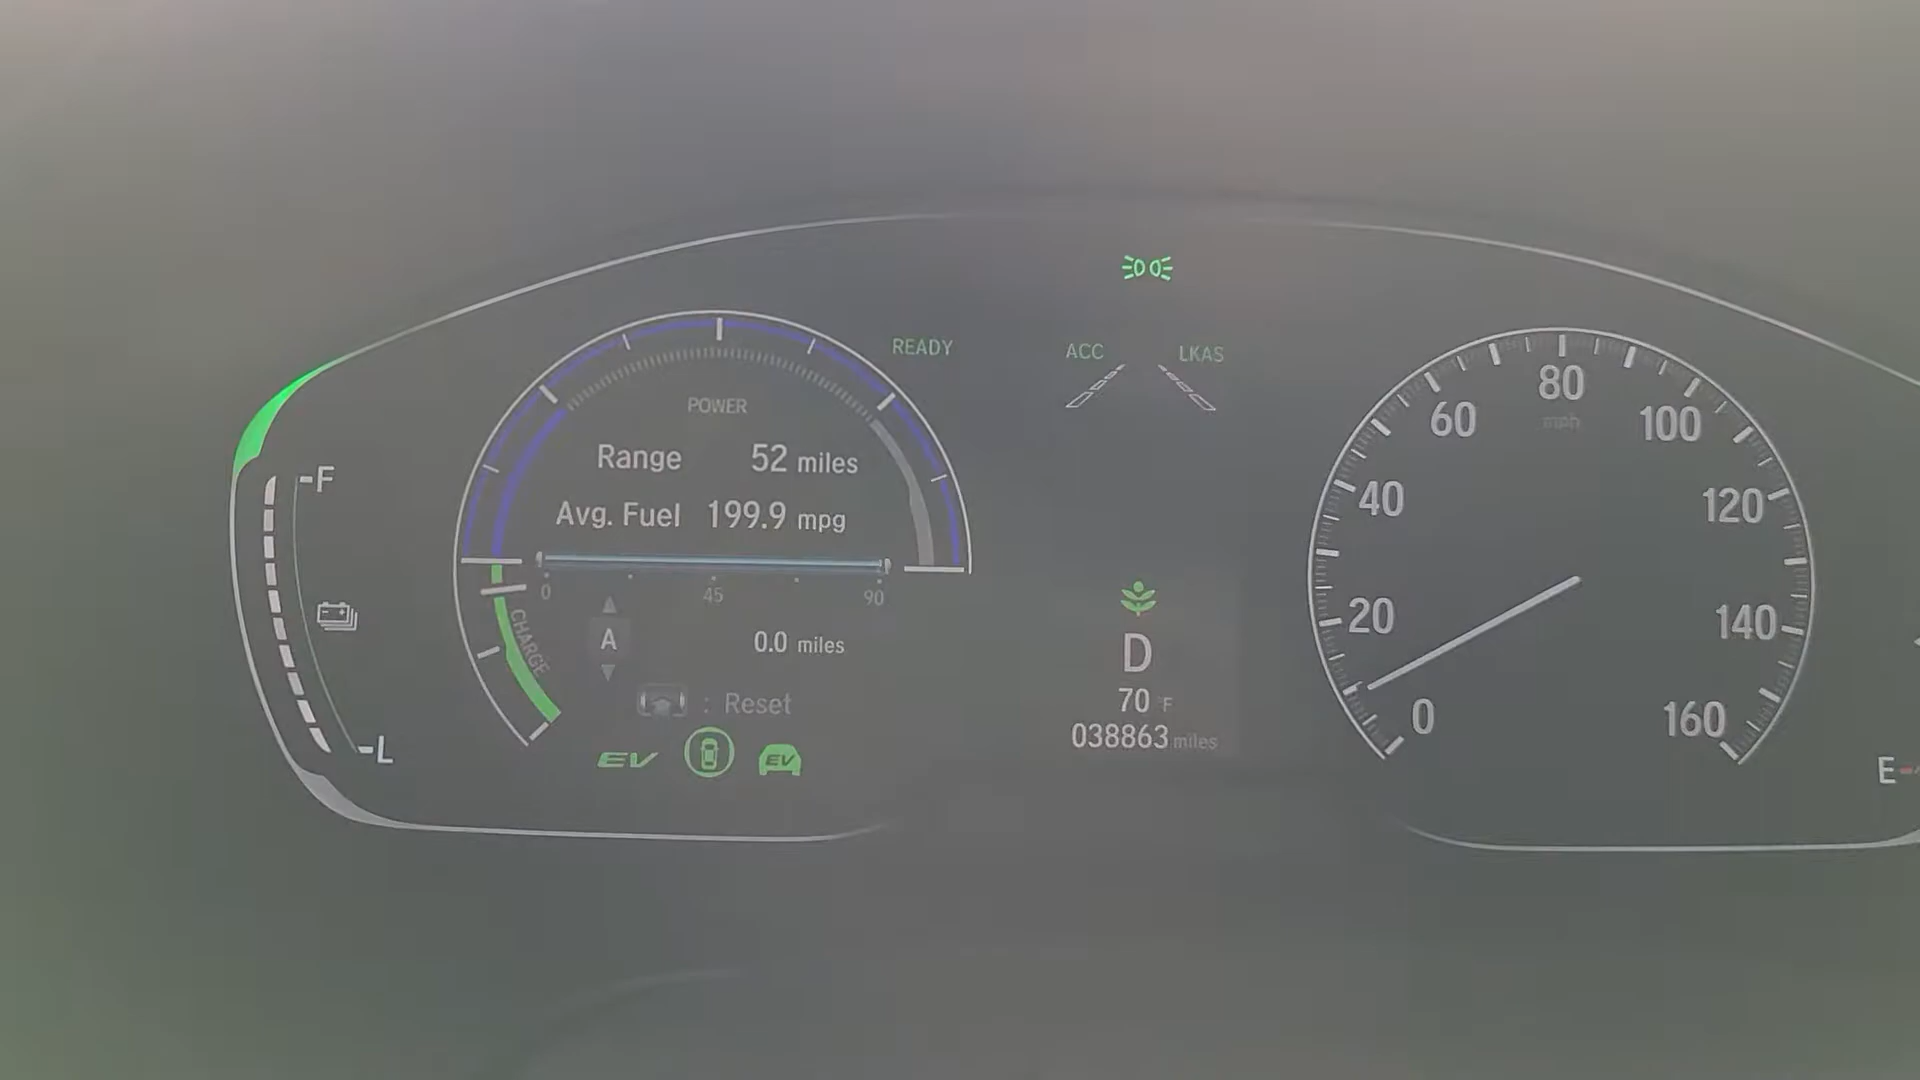 READY
ACC LKAS
POWER
Range 52 miles
Avg. Fuel 199.9 mpg
0 45 90
CHARGE
A 0.0 miles
: Reset
EV EV
F
L
D
70 °F
038863 miles
0
20
40
60
80
mph
100
120
140
160
E